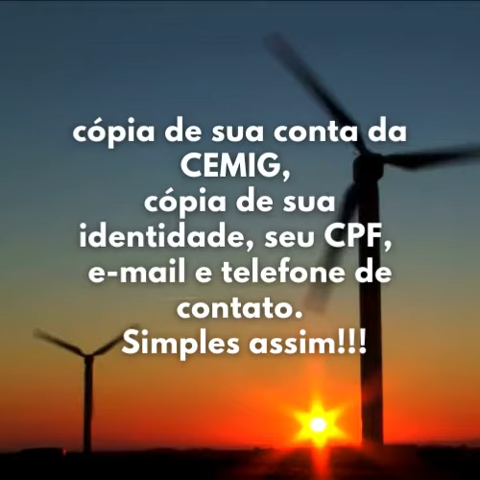 cópia de sua conta da
CEMIG,
cópia de sua
identidade, seu CPF,
e-mail e telefone de
contato.
Simples assim!!!